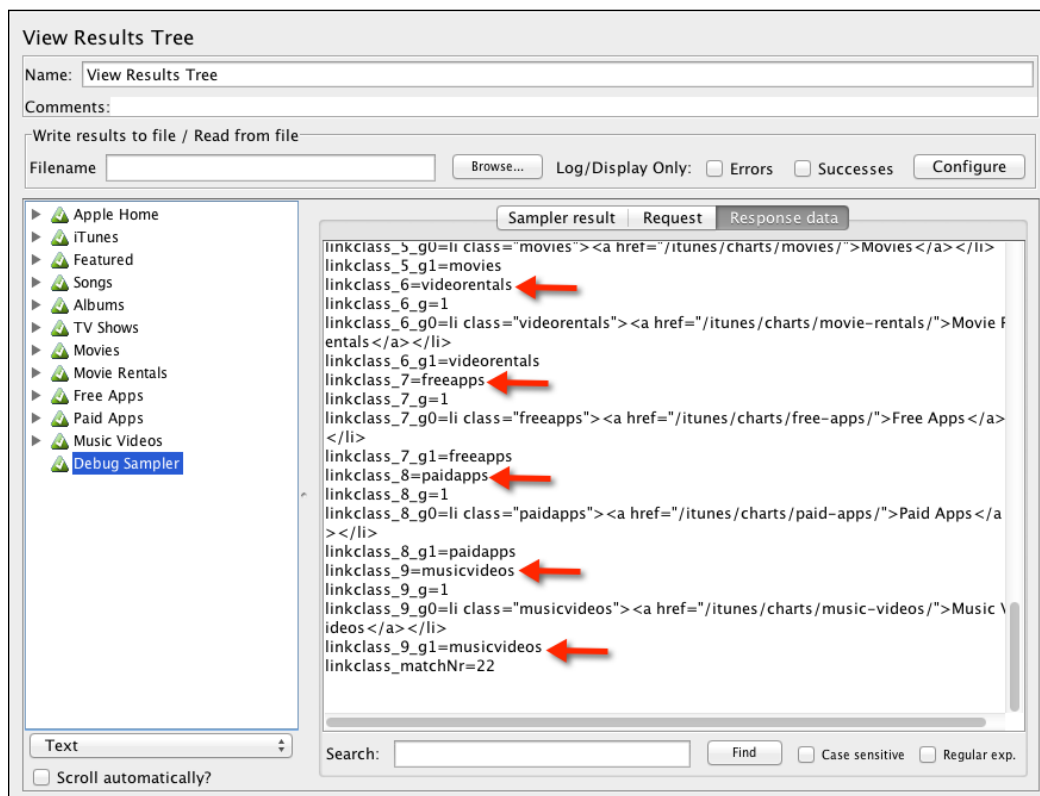 View Results Tree
Name: View Results Tree
Comments:
Write results to file / Read from file
Filename Browse... Log/Display Only: Errors Successes Configure
Apple Home
iTunes
Featured
Songs
Albums
TV Shows
Movies
Movie Rentals
Free Apps
Paid Apps
Music Videos
Debug Sampler
Text
Scroll automatically?
Sampler result Request Response data
linkclass_5_g0=li class="movies"><a href="/itunes/charts/movies/">Movies</a></li>
linkclass_5_g1=movies
linkclass_6=videorentals
linkclass_6_g=1
linkclass_6_g0=li class="videorentals"><a href="/itunes/charts/movie-rentals/">Movie R
entals</a></li>
linkclass_6_g1=videorentals
linkclass_7=freeapps
linkclass_7_g=1
linkclass_7_g0=li class="freeapps"><a href="/itunes/charts/free-apps/">Free Apps</a>
</li>
linkclass_7_g1=freeapps
linkclass_8=paidapps
linkclass_8_g=1
linkclass_8_g0=li class="paidapps"><a href="/itunes/charts/paid-apps/">Paid Apps</a
></li>
linkclass_8_g1=paidapps
linkclass_9=musicvideos
linkclass_9_g=1
linkclass_9_g0=li class="musicvideos"><a href="/itunes/charts/music-videos/">Music V
ideos</a></li>
linkclass_9_g1=musicvideos
linkclass_matchNr=22
Search: Find Case sensitive Regular exp.